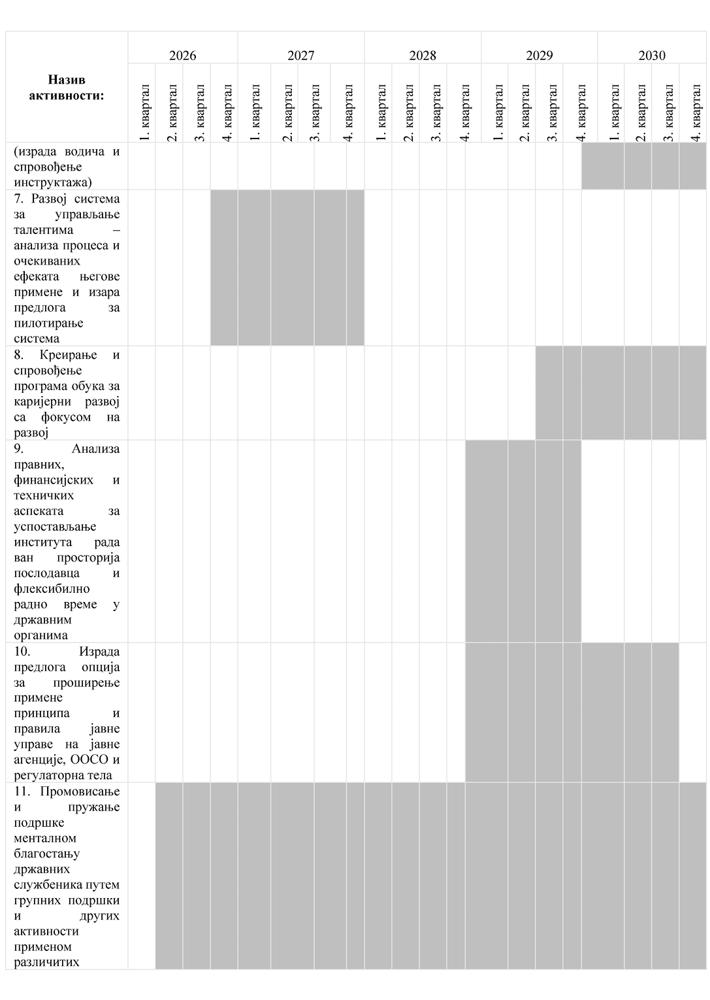 Назив
активности:
2026
2027
2028
2029
2030
1. квартал
2. квартал
3. квартал
4. квартал
1. квартал
2. квартал
3. квартал
4. квартал
1. квартал
2. квартал
3. квартал
4. квартал
1. квартал
2. квартал
3. квартал
4. квартал
1. квартал
2. квартал
3. квартал
4. квартал
(израда водича и
спровођење
инструктажа)
7. Развој система
за управљање
талентима –
анализа процеса и
очекиваних
ефеката његове
примене и изара
предлога за
пилотирање
система
8. Креирање и
спровођење
програма обука за
каријерни развој
са фокусом на
развој
9. Анализа
правних,
финансијских и
техничких
аспеката за
успостављање
института рада
ван просторија
послодавца и
флексибилно
радно време у
државним
органима
10. Израда
предлога опција
за проширење
примене
принципа и
правила јавне
управе на јавне
агенције, ООСО и
регулаторна тела
11. Промовисање
и пружање
подршке
менталном
благостању
државних
службеника путем
групних подршки
и других
активности
применом
различитих